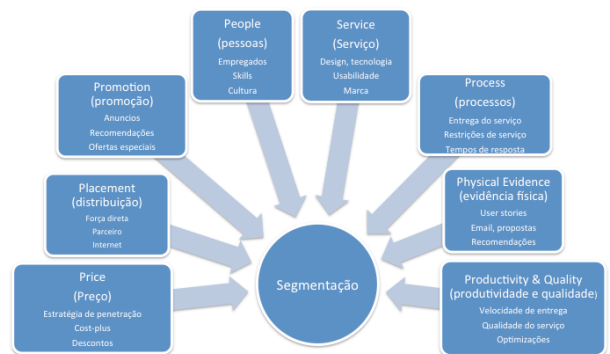 People
(pessoas)
Empregados
Skills
Cultura
Service
(Serviço)
Design, tecnologia
Usabilidade
Marca
Promotion
(promoção)
Anuncios
Recomendações
Ofertas especiais
Process
(processos)
Entrega do serviço
Restrições de serviço
Tempos de resposta
Placement
(distribuição)
Força direta
Parceiro
Internet
Physical Evidence
(evidência física)
User stories
Email, propostas
Recomendações
Price
(Preço)
Estratégia de penetração
Cost-plus
Descontos
Segmentação
Productivity & Quality
(produtividade e qualidade)
Velocidade de entrega
Qualidade do serviço
Optimizações